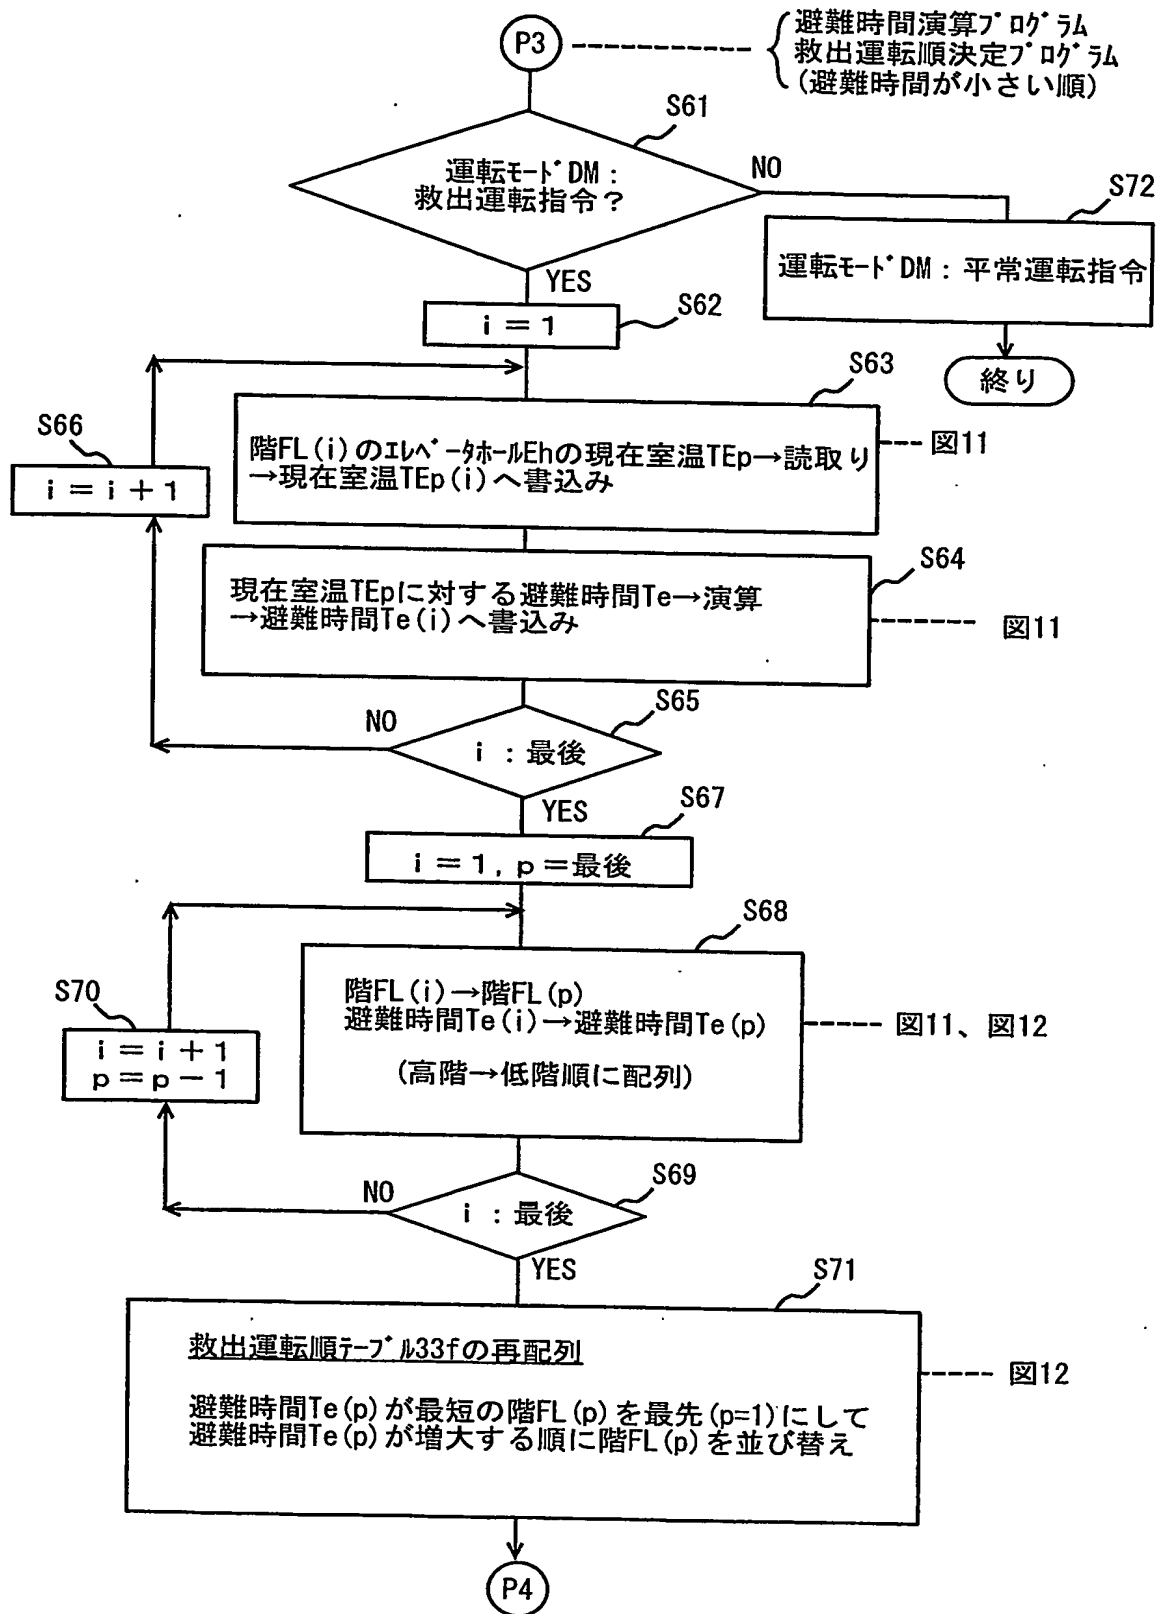 P3
避難時間演算プログラム
救出運転順決定プログラム
(避難時間が小さい順)
S61
運転モードDM：
救出運転指令？
NO
S72
運転モードDM：平常運転指令
終り
YES
S62
i＝1
S63
階FL(i)のエレベータホールEhの現在室温TEp→読取り
→現在室温TEp(i)へ書込み
図11
S66
i＝i＋1
S64
現在室温TEpに対する避難時間Te→演算
→避難時間Te(i)へ書込み
図11
S65
NO
i：最後
YES
S67
i＝1, p＝最後
S68
階FL(i)→階FL(p)
避難時間Te(i)→避難時間Te(p)
(高階→低階順に配列)
図11、図12
S70
i＝i＋1
p＝p－1
S69
NO
i：最後
YES
S71
救出運転順テーブル33fの再配列
避難時間Te(p)が最短の階FL(p)を最先(p=1)にして
避難時間Te(p)が増大する順に階FL(p)を並び替え
図12
P4